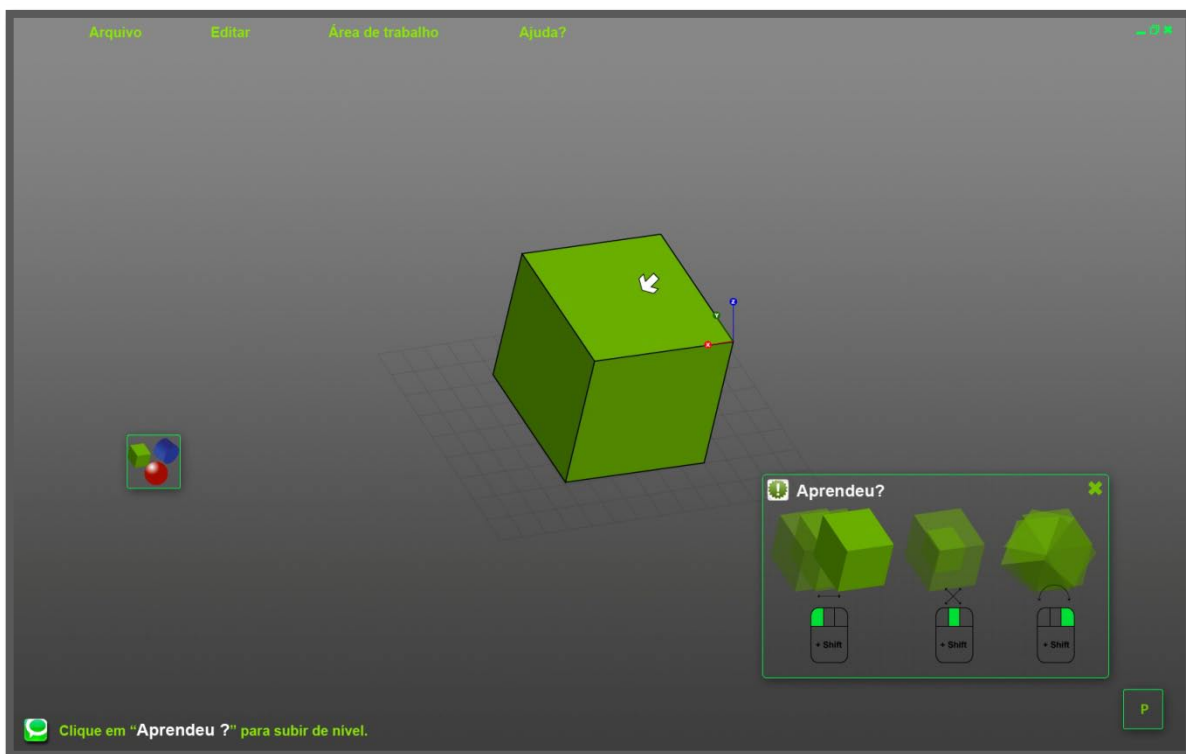 Arquivo Editar Área de trabalho Ajuda?
Z
Y
X
! Aprendeu?
+ Shift + Shift + Shift
P
Clique em “Aprendeu ?” para subir de nível.